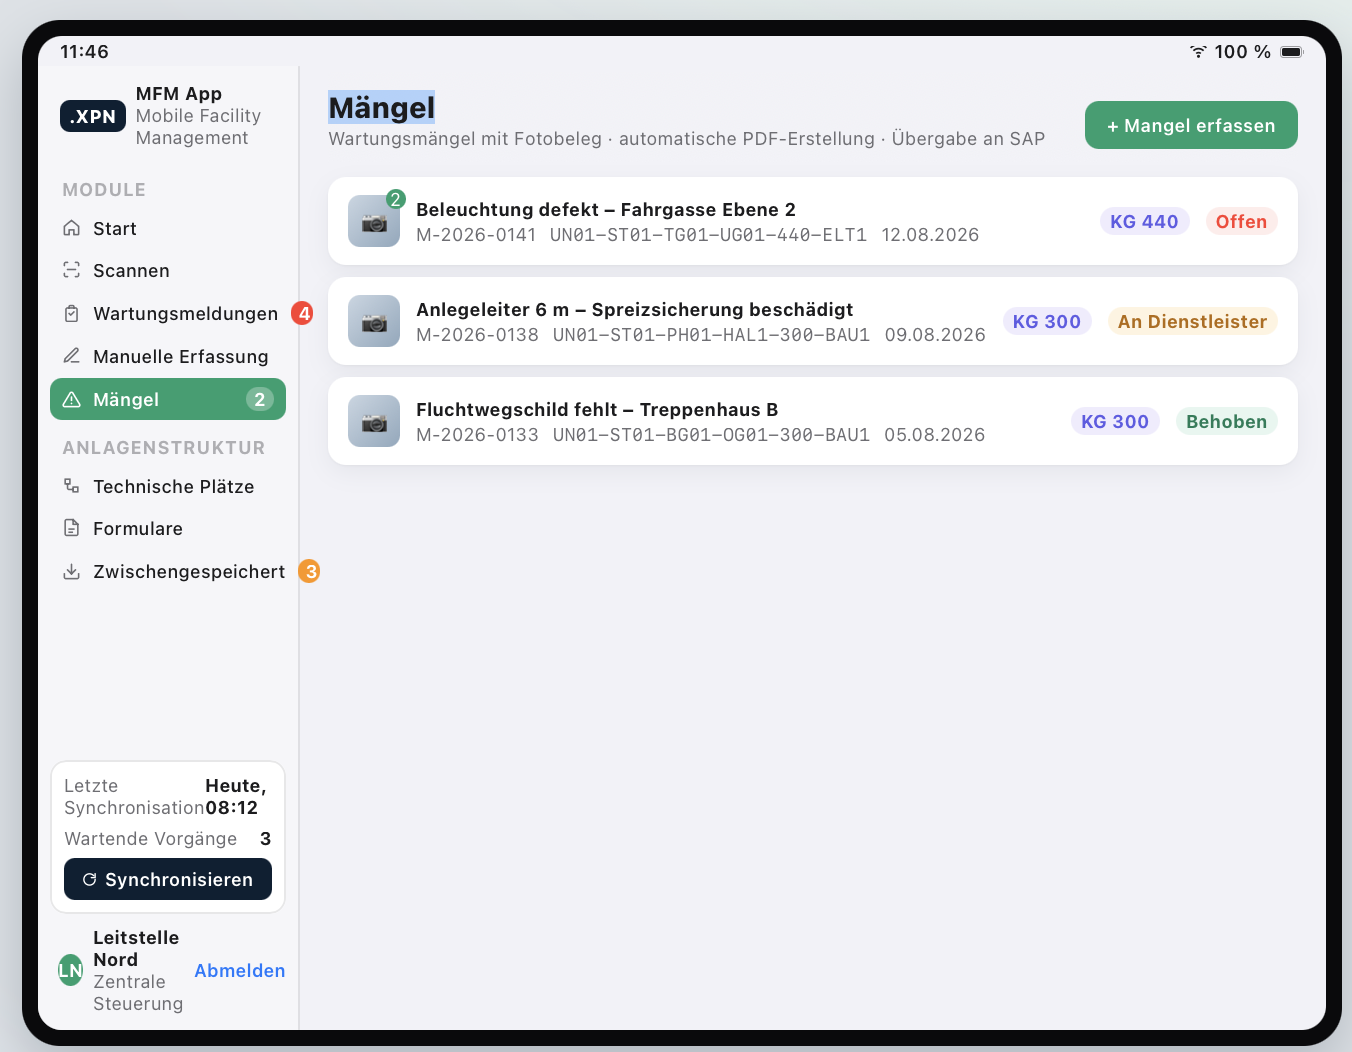 11:46
100 %
.XPN
MFM App
Mobile Facility
Management
MODULE
Start
Scannen
Wartungsmeldungen 4
Manuelle Erfassung
Mängel 2
ANLAGENSTRUKTUR
Technische Plätze
Formulare
Zwischengespeichert 3
Letzte Synchronisation Heute, 08:12
Wartende Vorgänge 3
Synchronisieren
LN
Leitstelle
Nord
Zentrale
Steuerung
Abmelden
Mängel
Wartungsmängel mit Fotobeleg · automatische PDF-Erstellung · Übergabe an SAP
+ Mangel erfassen
2
Beleuchtung defekt – Fahrgasse Ebene 2
M-2026-0141 UN01–ST01–TG01–UG01–440–ELT1 12.08.2026
KG 440 Offen
Anlegeleiter 6 m – Spreizsicherung beschädigt
M-2026-0138 UN01–ST01–PH01–HAL1–300–BAU1 09.08.2026
KG 300 An Dienstleister
Fluchtwegschild fehlt – Treppenhaus B
M-2026-0133 UN01–ST01–BG01–OG01–300–BAU1 05.08.2026
KG 300 Behoben